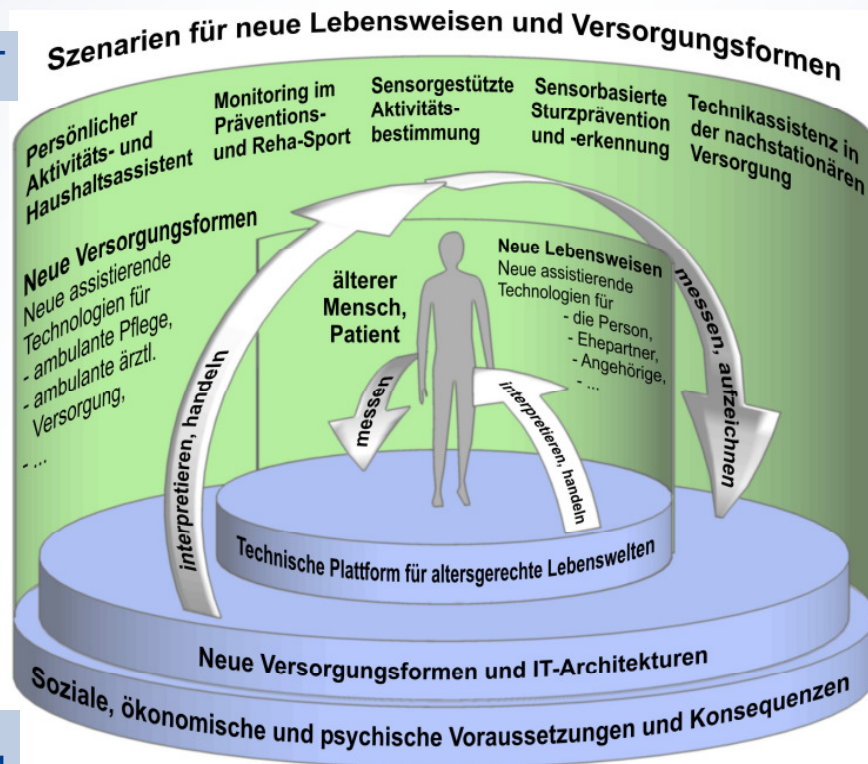 Szenarien für neue Lebensweisen und Versorgungsformen
Persönlicher
Aktivitäts- und
Haushaltsassistent
Monitoring im
Präventions-
und Reha-Sport
Sensorgestützte
Aktivitäts-
bestimmung
Sensorbasierte
Sturzprävention
und -erkennung
Technikassistenz in
der nachstationären
Versorgung
Neue Versorgungsformen
Neue assistierende
Technologien für
- ambulante Pflege,
- ambulante ärztl.
Versorgung,
- ...
älterer
Mensch,
Patient
Neue Lebensweisen
Neue assistierende
Technologien für
- die Person,
- Ehepartner,
- Angehörige,
- ...
interpretieren, handeln
messen
interpretieren, handeln
messen, aufzeichnen
Technische Plattform für altersgerechte Lebenswelten
Neue Versorgungsformen und IT-Architekturen
Soziale, ökonomische und psychische Voraussetzungen und Konsequenzen